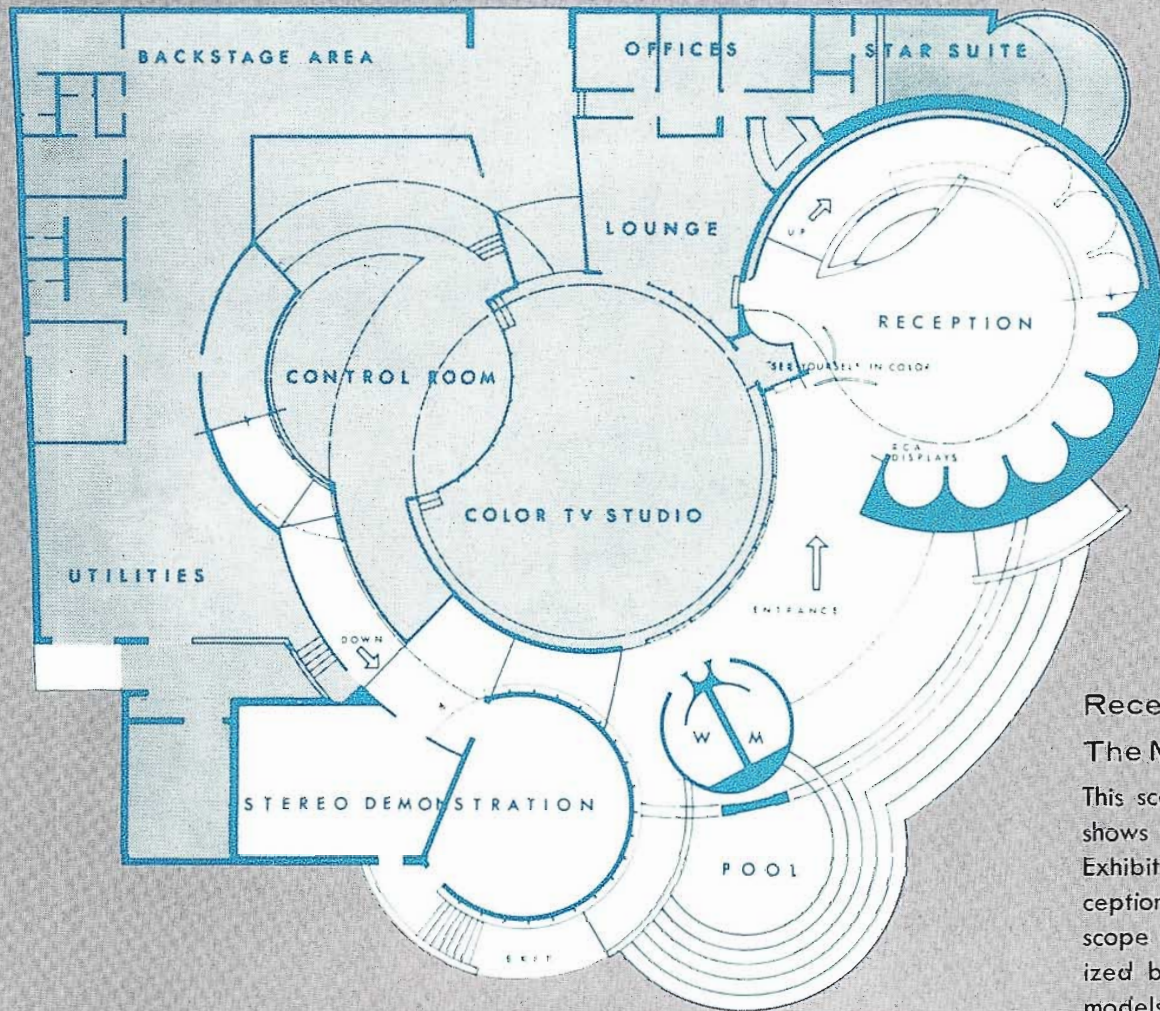 BACKSTAGE AREA
OFFICES
STAR SUITE
UP
LOUNGE
RECEPTION
CONTROL ROOM
"SEE YOURSELF IN COLOR
RCA
DISPLAYS
COLOR TV STUDIO
UTILITIES
ENTRANCE
DOWN
W M
STEREO DEMONSTRATION
POOL
EXIT
Rece
The M
This sc
shows
Exhibit
ception
scope
ized b
models